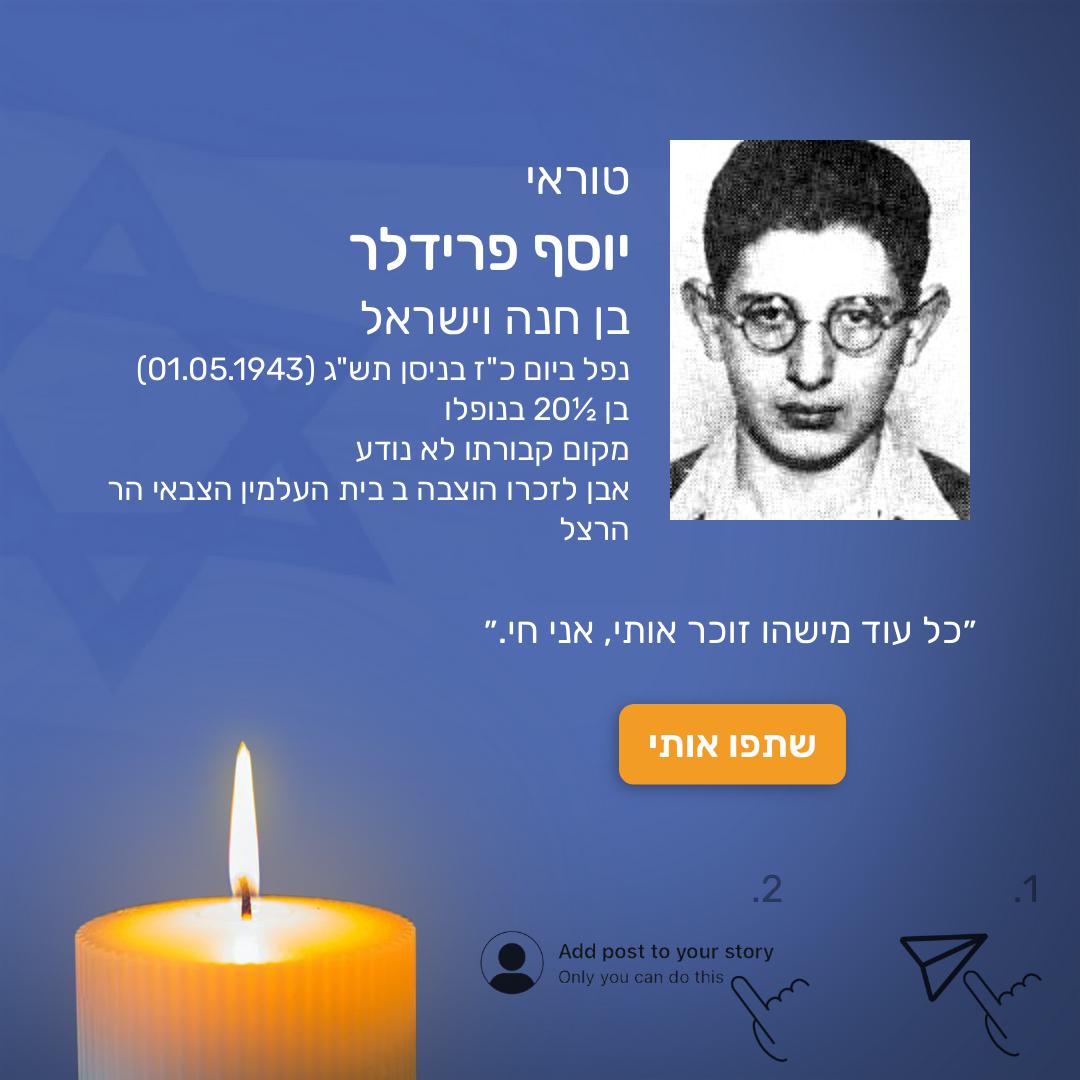 טוראי
יוסף פרידלר
בן חנה וישראל
נפל ביום כ"ז בניסן תש"ג (01.05.1943)
בן 20½ בנופלו
מקום קבורתו לא נודע
אבן לזכרו הוצבה ב בית העלמין הצבאי הר
הרצל
״כל עוד מישהו זוכר אותי, אני חי.״
שתפו אותי
1.
2.
Add post to your story
Only you can do this